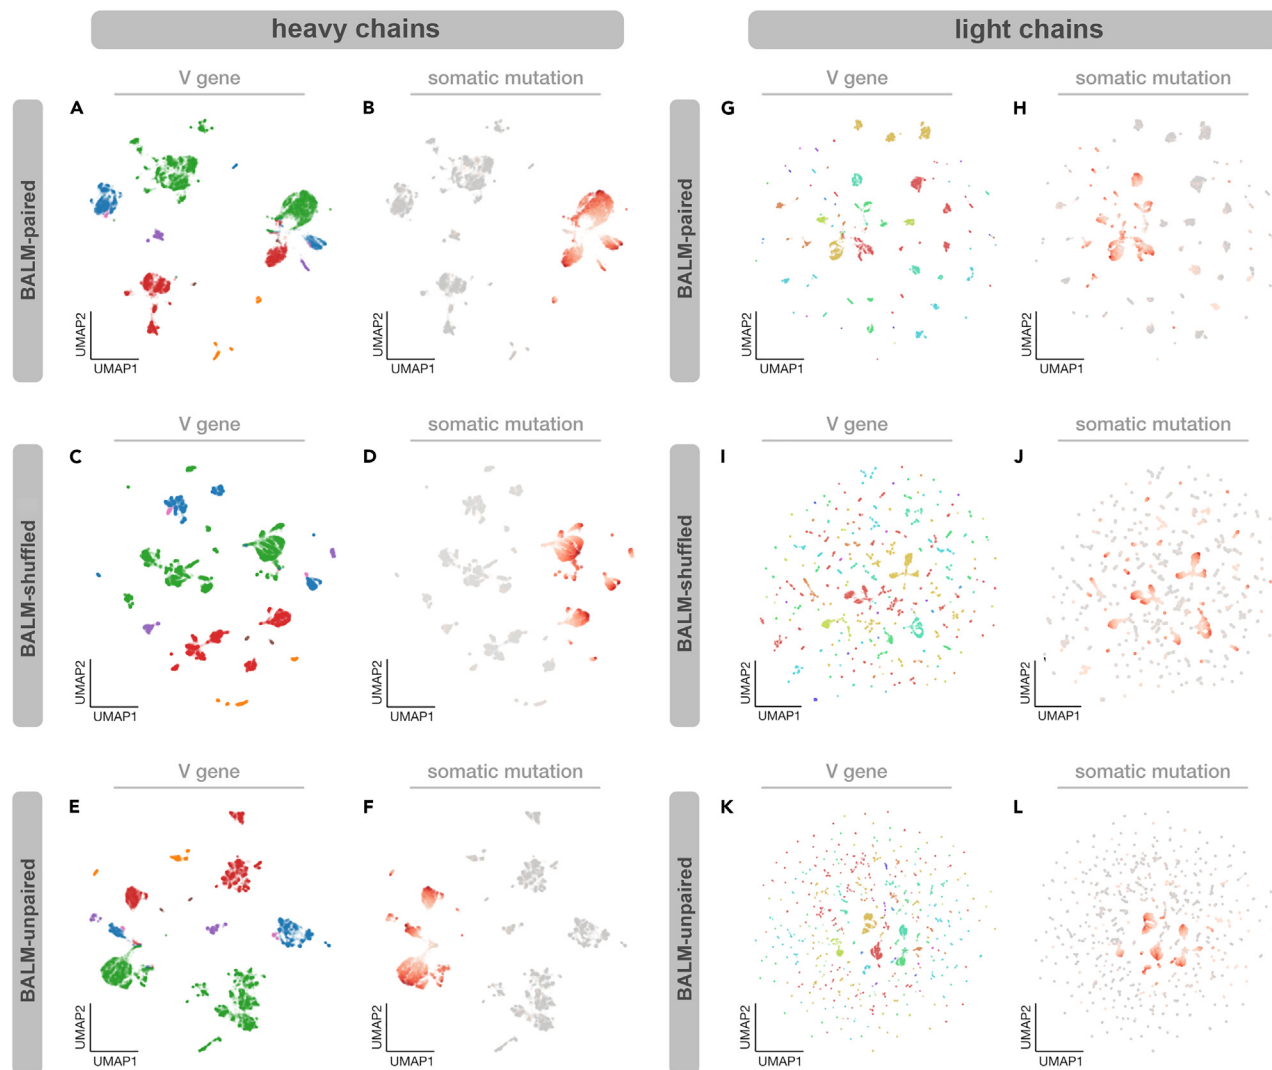 heavy chains
light chains
V gene
somatic mutation
V gene
somatic mutation
A
B
G
H
BALM-paired
BALM-paired
UMAP2
UMAP1
UMAP2
UMAP1
UMAP2
UMAP1
UMAP2
UMAP1
V gene
somatic mutation
V gene
somatic mutation
C
D
I
J
BALM-shuffled
BALM-shuffled
UMAP2
UMAP1
UMAP2
UMAP1
UMAP2
UMAP1
UMAP2
UMAP1
V gene
somatic mutation
V gene
somatic mutation
E
F
K
L
BALM-unpaired
BALM-unpaired
UMAP2
UMAP1
UMAP2
UMAP1
UMAP2
UMAP1
UMAP2
UMAP1